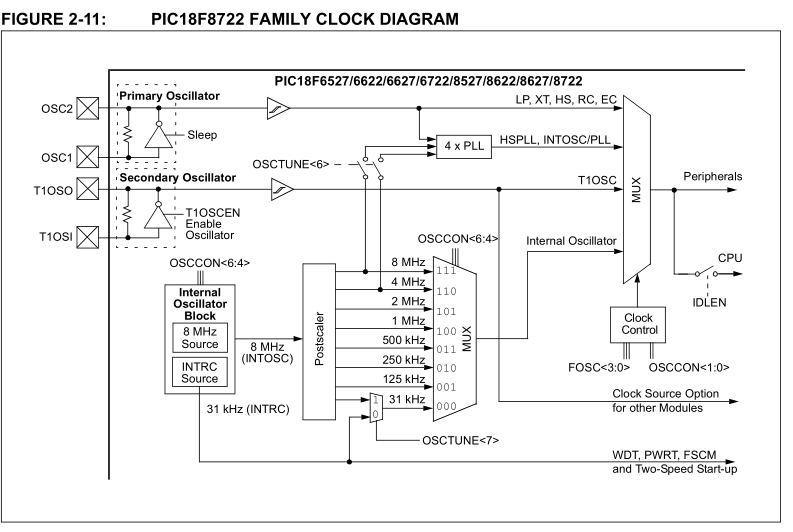 FIGURE 2-11: PIC18F8722 FAMILY CLOCK DIAGRAM
PIC18F6527/6622/6627/6722/8527/8622/8627/8722
Primary Oscillator
LP, XT, HS, RC, EC
OSC2
Sleep
4 x PLL
HSPLL, INTOSC/PLL
OSC1
OSCTUNE<6>
Secondary Oscillator
T1OSC
MUX
Peripherals
T1OSO
T1OSCEN
Enable
Oscillator
T1OSI
OSCCON<6:4>
Internal Oscillator
CPU
IDLEN
OSCCON<6:4>
Internal
Oscillator
Block
8 MHz
Source
INTRC
Source
8 MHz
(INTOSC)
31 kHz (INTRC)
Postscaler
8 MHz
111
4 MHz
110
2 MHz
101
1 MHz
100
500 kHz
011
250 kHz
010
125 kHz
001
1
0
31 kHz
000
MUX
OSCTUNE<7>
Clock
Control
FOSC<3:0>
OSCCON<1:0>
Clock Source Option
for other Modules
WDT, PWRT, FSCM
and Two-Speed Start-up